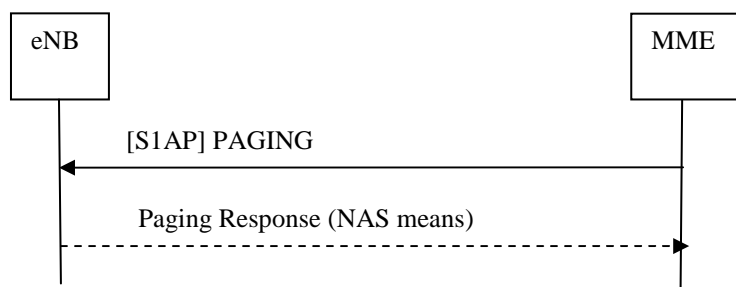 eNB
MME
[S1AP] PAGING
Paging Response (NAS means)